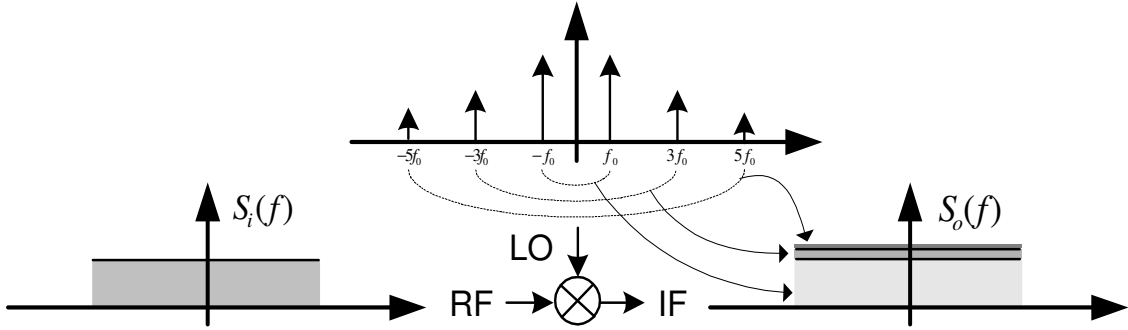 −5f₀ −3f₀ −f₀ f₀ 3f₀ 5f₀
Sᵢ(f)
Sₒ(f)
LO
RF
IF